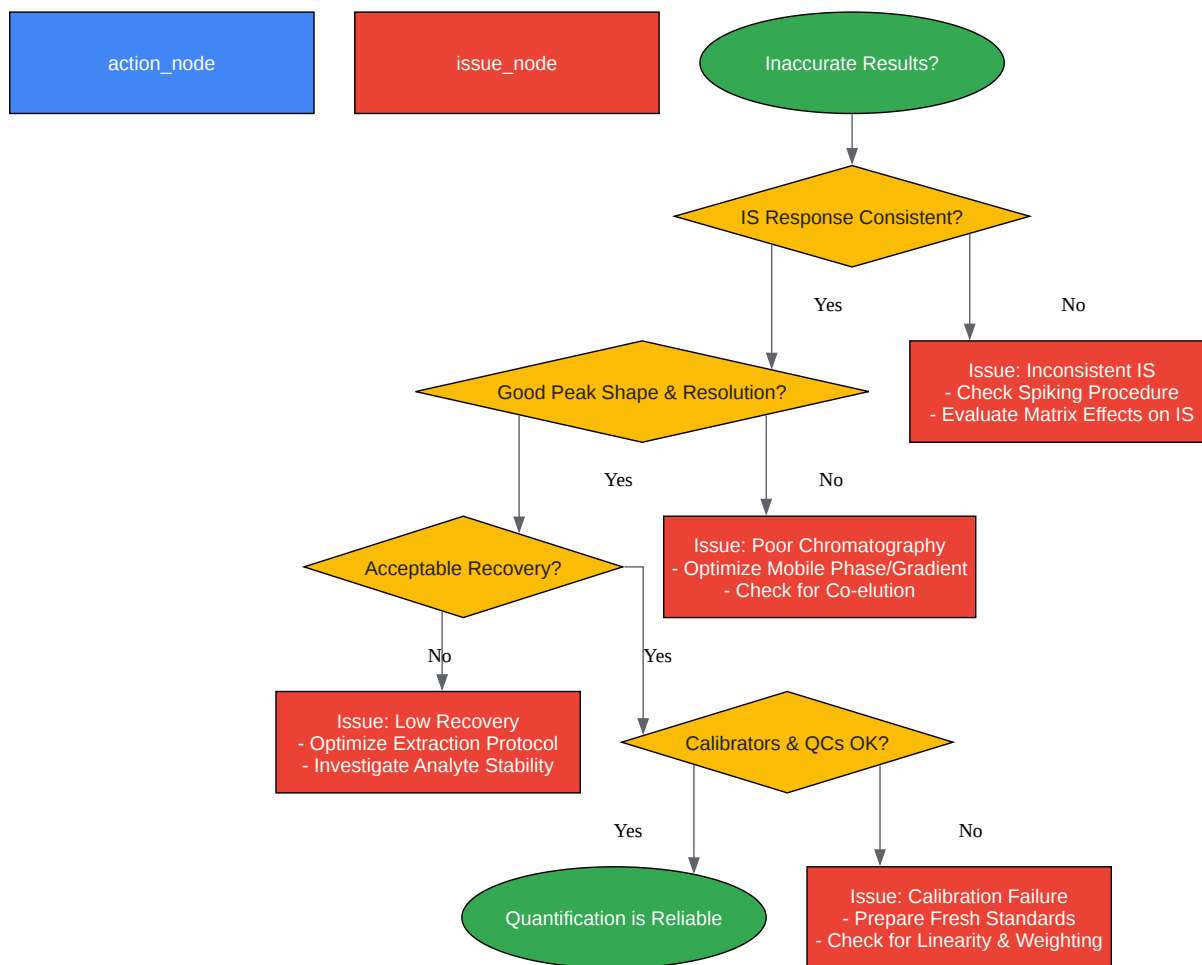 action_node
issue_node
Inaccurate Results?
IS Response Consistent?
Yes
No
Good Peak Shape & Resolution?
Issue: Inconsistent IS
- Check Spiking Procedure
- Evaluate Matrix Effects on IS
Yes
No
Acceptable Recovery?
Issue: Poor Chromatography
- Optimize Mobile Phase/Gradient
- Check for Co-elution
No
Yes
Issue: Low Recovery
- Optimize Extraction Protocol
- Investigate Analyte Stability
Calibrators & QCs OK?
Yes
No
Quantification is Reliable
Issue: Calibration Failure
- Prepare Fresh Standards
- Check for Linearity & Weighting